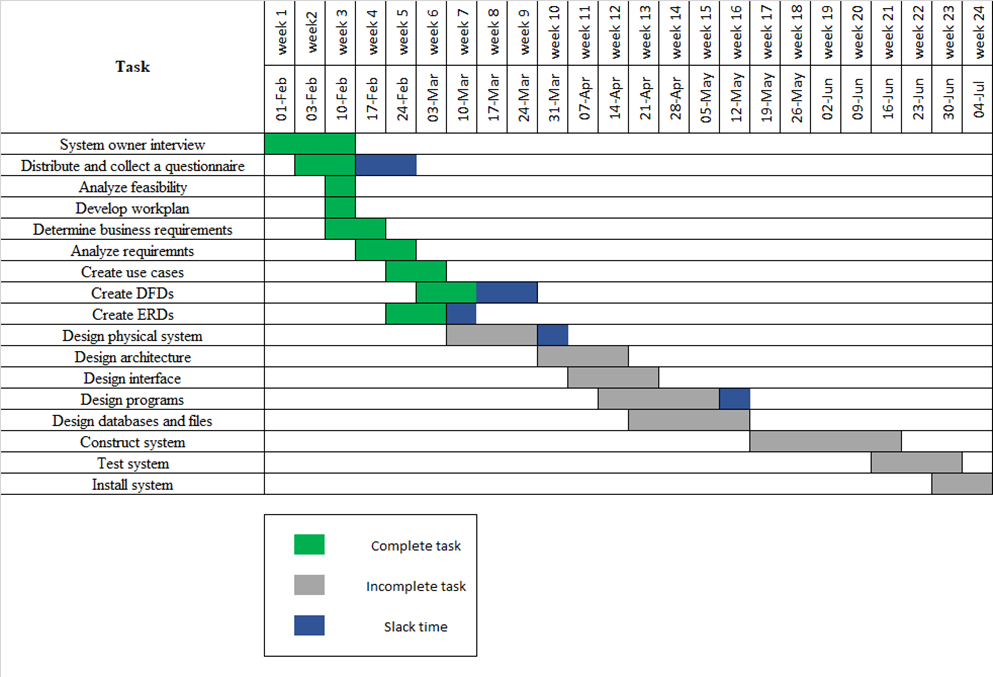 Task
week 1
week2
week 3
week 4
week 5
week 6
week 7
week 8
week 9
week 10
week 11
week 12
week 13
week 14
week 15
week 16
week 17
week 18
week 19
week 20
week 21
week 22
week 23
week 24
01-Feb
03-Feb
10-Feb
17-Feb
24-Feb
03-Mar
10-Mar
17-Mar
24-Mar
31-Mar
07-Apr
14-Apr
21-Apr
28-Apr
05-May
12-May
19-May
26-May
02-Jun
09-Jun
16-Jun
23-Jun
30-Jun
04-Jul
System owner interview
Distribute and collect a questionnaire
Analyze feasibility
Develop workplan
Determine business requirements
Analyze requiremnts
Create use cases
Create DFDs
Create ERDs
Design physical system
Design architecture
Design interface
Design programs
Design databases and files
Construct system
Test system
Install system
Complete task
Incomplete task
Slack time